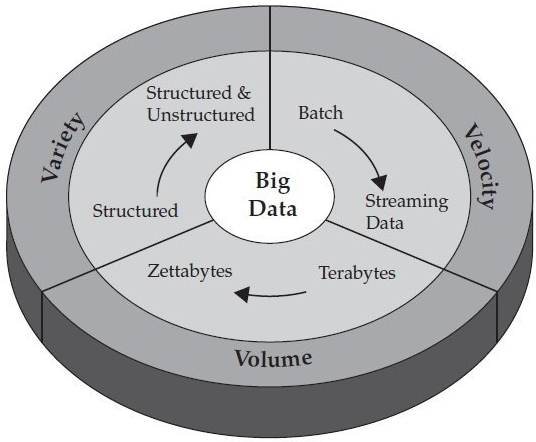 Variety
Structured &
Unstructured
Structured
Batch
Streaming
Data
Velocity
Big
Data
Zettabytes
Terabytes
Volume